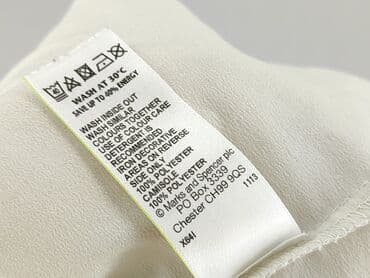 WASH AT 30°C
SAVE UP TO 40% ENERGY
WASH INSIDE OUT
WASH SIMILAR
COLOURS TOGETHER
USE OF COLOUR CARE
DETERGENT IS
RECOMMENDED
IRON DECORATIVE
AREAS ON REVERSE
SIDE ONLY
100% POLYESTER
CAMISOLE
100% POLYESTER
© Marks and Spencer plc
PO Box 3339
Chester CH99 9QS
1113
X64I